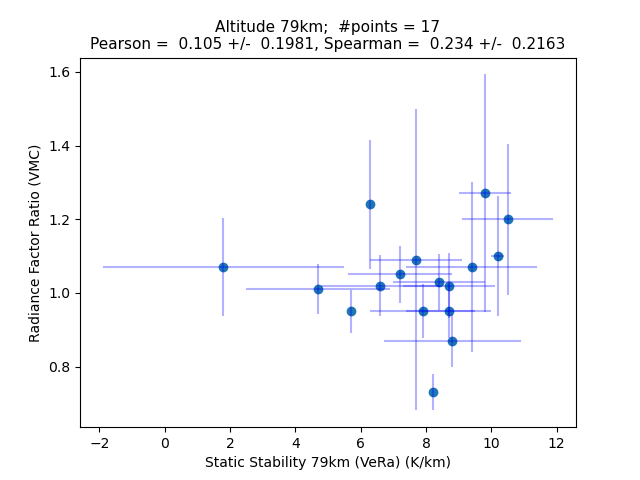 Altitude 79km;  #points = 17
Pearson =  0.105 +/-  0.1981, Spearman =  0.234 +/-  0.2163
Radiance Factor Ratio (VMC)
1.6
1.4
1.2
1.0
0.8
−2 0 2 4 6 8 10 12
Static Stability 79km (VeRa) (K/km)